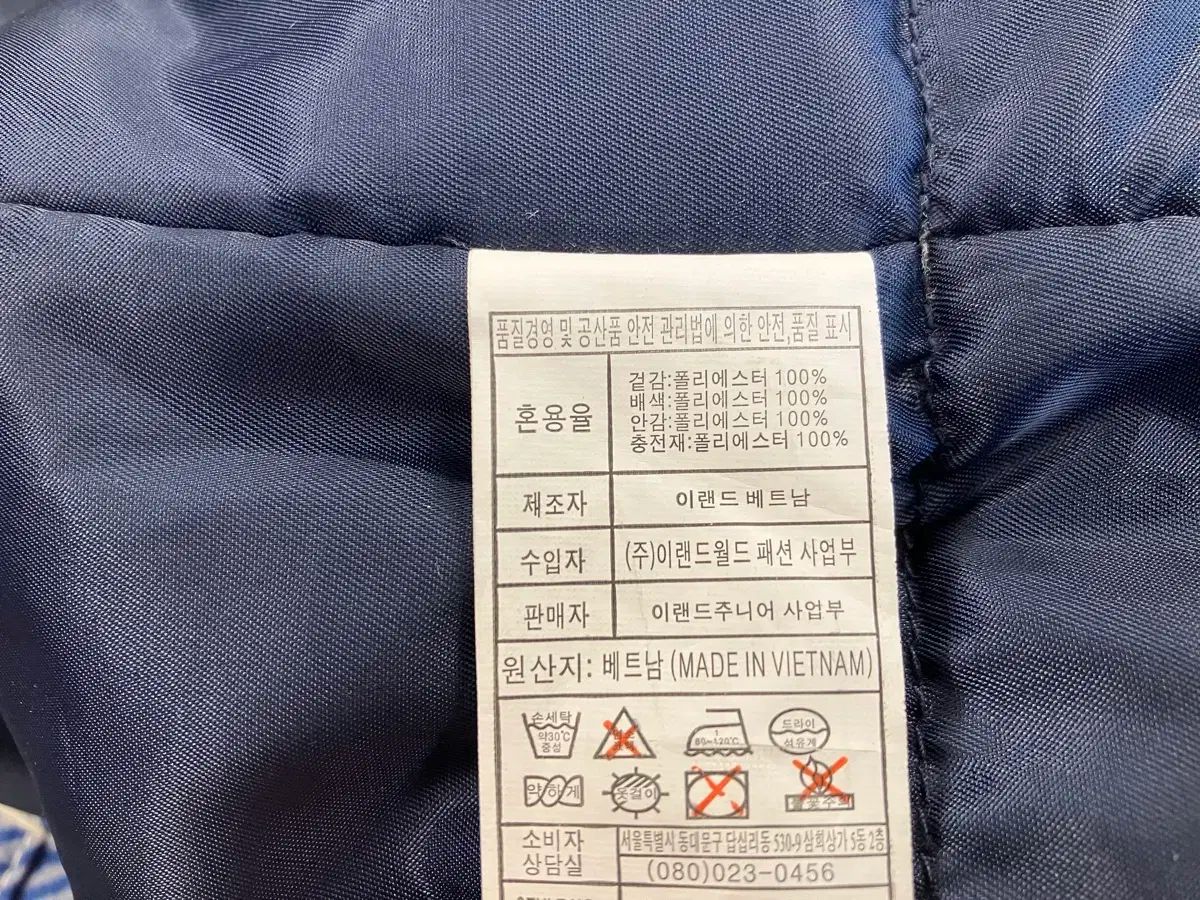 품질경영 및 공산품 안전 관리법에 의한 안전,품질 표시
혼용율
겉감:폴리에스터 100%
배색:폴리에스터 100%
안감:폴리에스터 100%
충전재:폴리에스터 100%
제조자 이랜드 베트남
수입자 (주)이랜드월드 패션 사업부
판매자 이랜드주니어 사업부
원산지: 베트남 (MADE IN VIETNAM)
손세탁
약30℃
중성
1
80~120℃
드라이
석유계
약하게
옷걸이
소비자
상담실
서울특별시 동대문구 답십리동 530-9 삼희상가 5동 2층
(080)023-0456